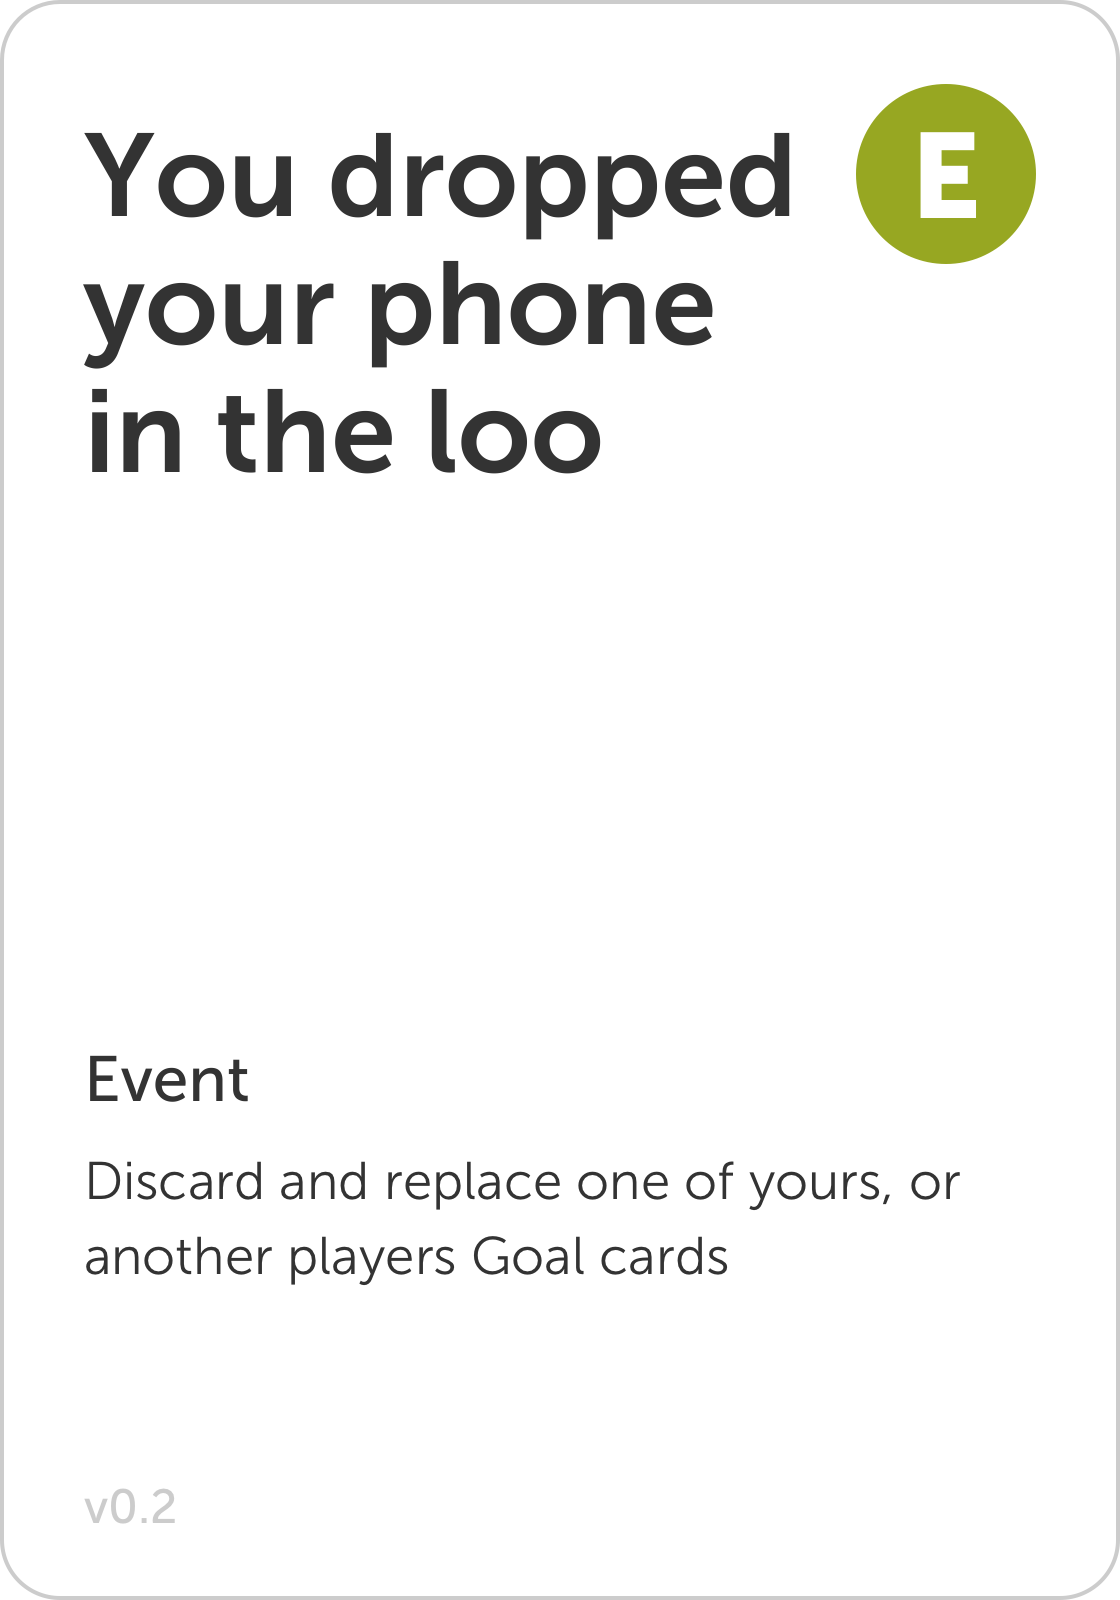 You dropped
your phone
in the loo
E
Event
Discard and replace one of yours, or
another players Goal cards
v0.2